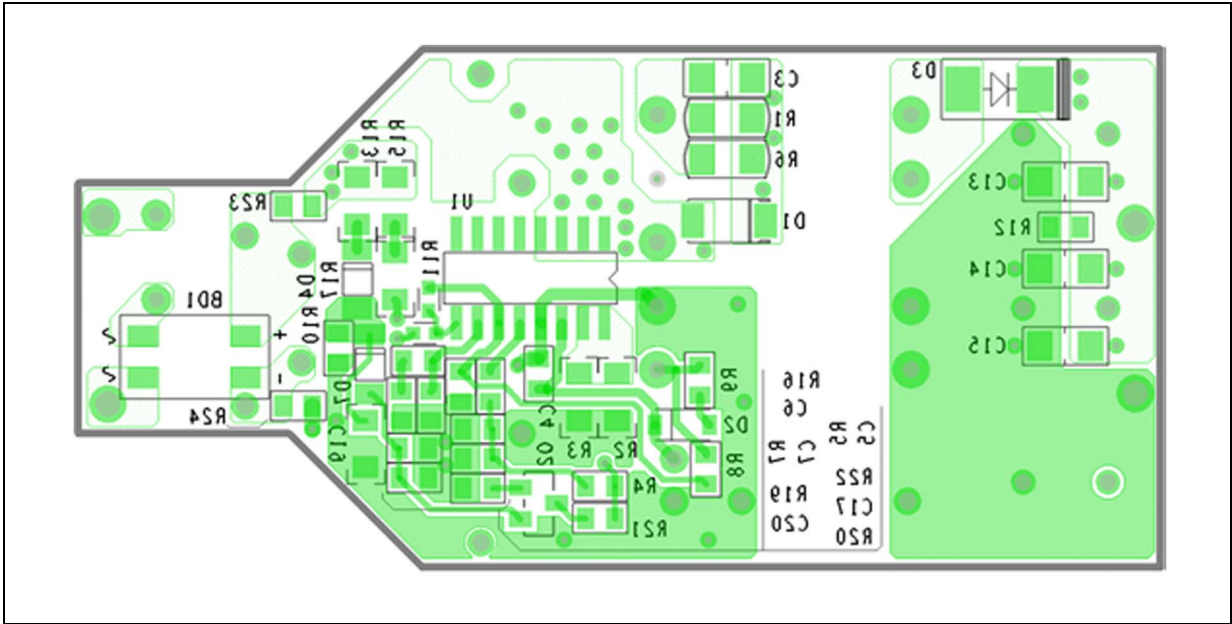 C3
D3
R1
R13
R15
R6
C13
R23
U1
D1
R12
R11
R17
D4
C14
BD1
R10
~
+
C15
~
-
R9
R16
D7
C6
R24
C4
D2
C5
R5
C19
Q2
R3
R2
R7
C7
R8
R22
R4
R19
C17
R21
C20
R20